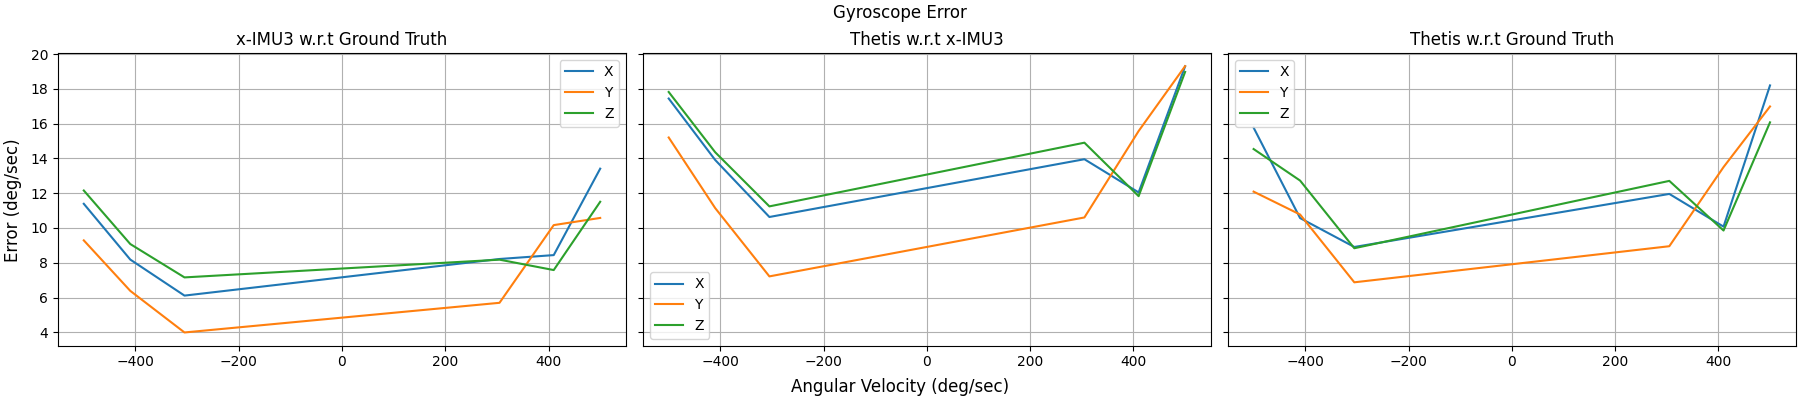 Gyroscope Error
x-IMU3 w.r.t Ground Truth
Thetis w.r.t x-IMU3
Thetis w.r.t Ground Truth
Error (deg/sec)
20
18
16
14
12
10
8
6
4
X
Y
Z
X
Y
Z
X
Y
Z
−400 −200 0 200 400
−400 −200 0 200 400
−400 −200 0 200 400
Angular Velocity (deg/sec)